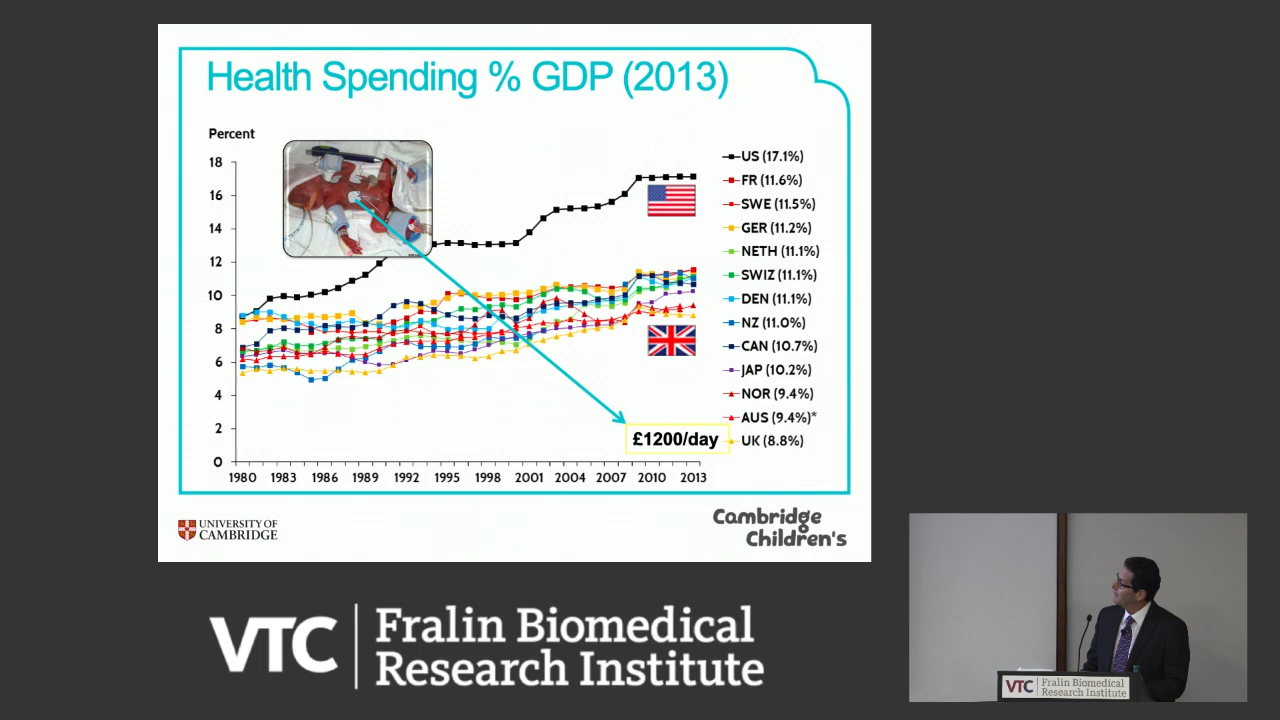 Health Spending % GDP (2013)
Percent
18
16
14
12
10
8
6
4
2
0
1980 1983 1986 1989 1992 1995 1998 2001 2004 2007 2010 2013
US (17.1%)
FR (11.6%)
SWE (11.5%)
GER (11.2%)
NETH (11.1%)
SWIZ (11.1%)
DEN (11.1%)
NZ (11.0%)
CAN (10.7%)
JAP (10.2%)
NOR (9.4%)
AUS (9.4%)*
UK (8.8%)
£1200/day
UNIVERSITY OF
CAMBRIDGE
Cambridge
Children's
VTC
Fralin Biomedical
Research Institute
VTC
Fralin Biomedical
Research Institute